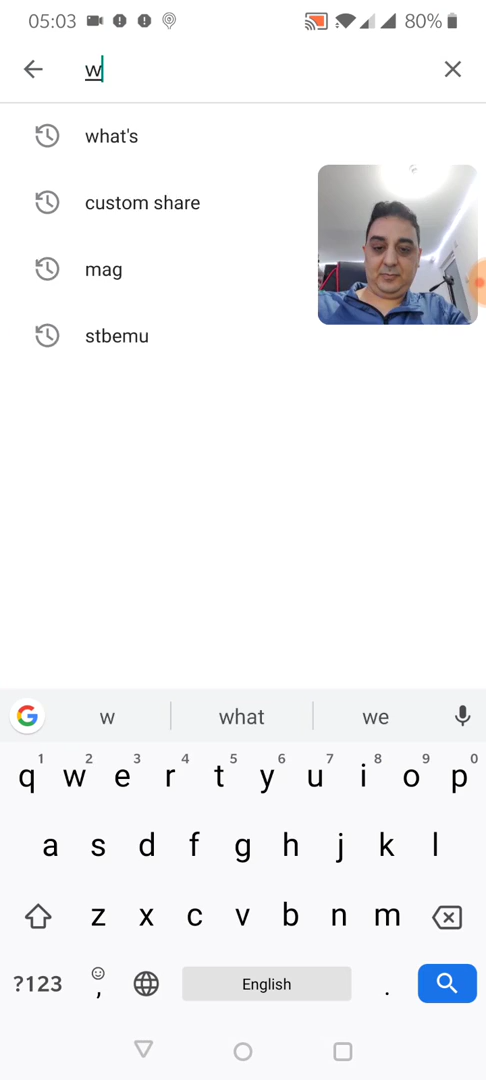 05:03 80%
w
what's
custom share
mag
stbemu
w what we
1 2 3 4 5 6 7 8 9 0
q w e r t y u i o p
a s d f g h j k l
z x c v b n m
?123 , English .